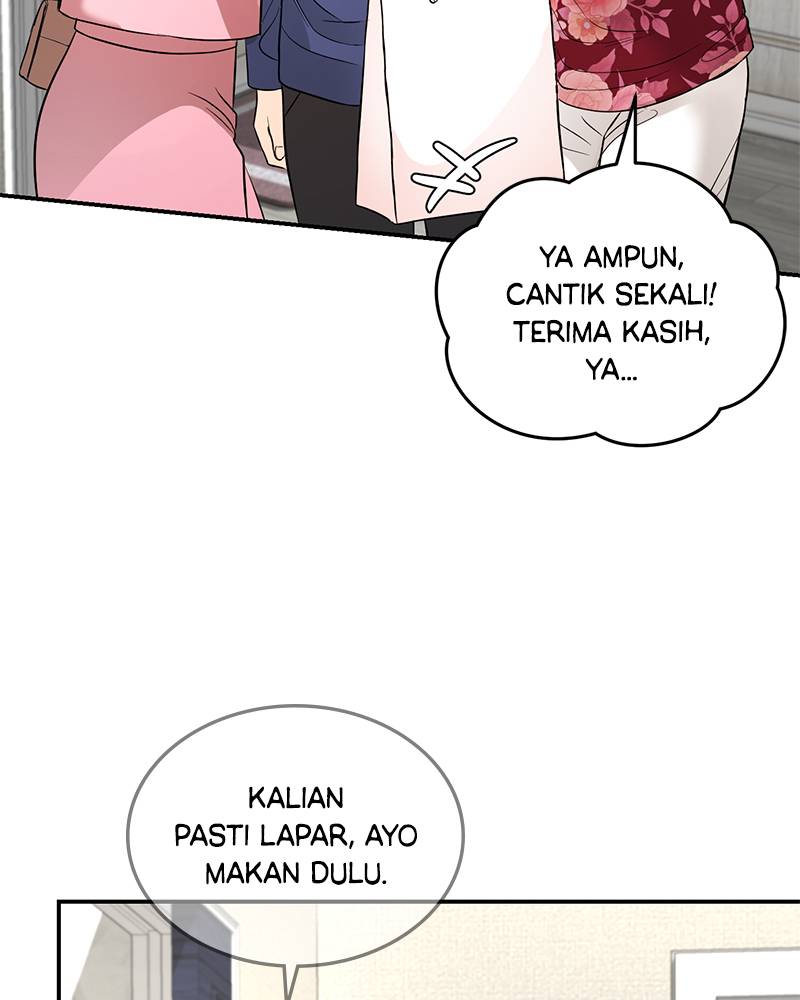 YA AMPUN,
CANTIK SEKALI!
TERIMA KASIH,
YA...
KALIAN
PASTI LAPAR, AYO
MAKAN DULU.